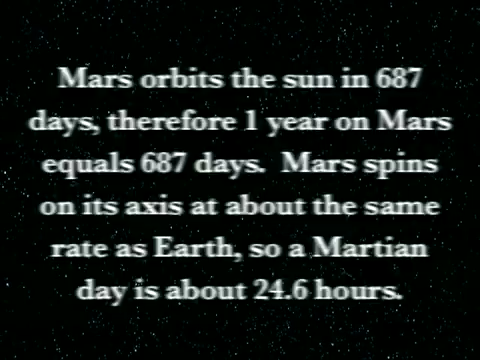 Mars orbits the sun in 687
days, therefore 1 year on Mars
equals 687 days.  Mars spins
on its axis at about the same
rate as Earth, so a Martian
day is about 24.6 hours.